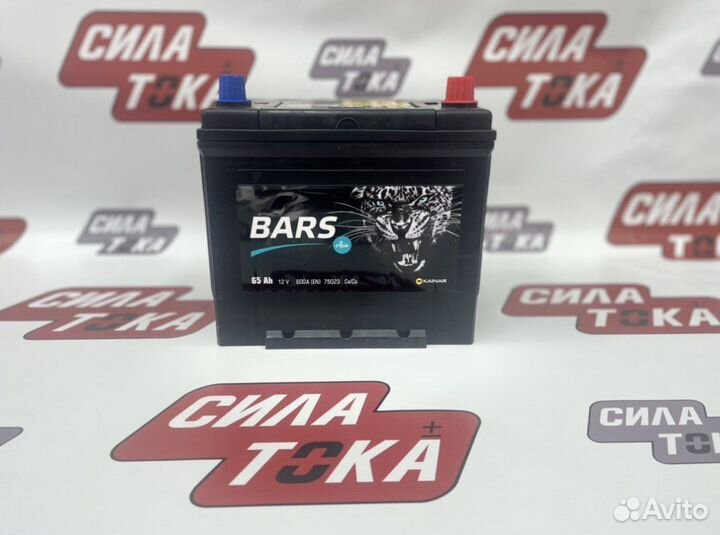 СИЛА
ТОКА
СИЛА
ТОКА
СИЛА
ТОКА
BARS
65 Ah 12 V 600A (EN) 75D23 Ca/Ca
KAINAR
СИЛА
ТОКА
СИЛА
ТОКА
СИЛА
ТОКА
СИЛА
ТОКА
СИЛА
ТОКА
Avito